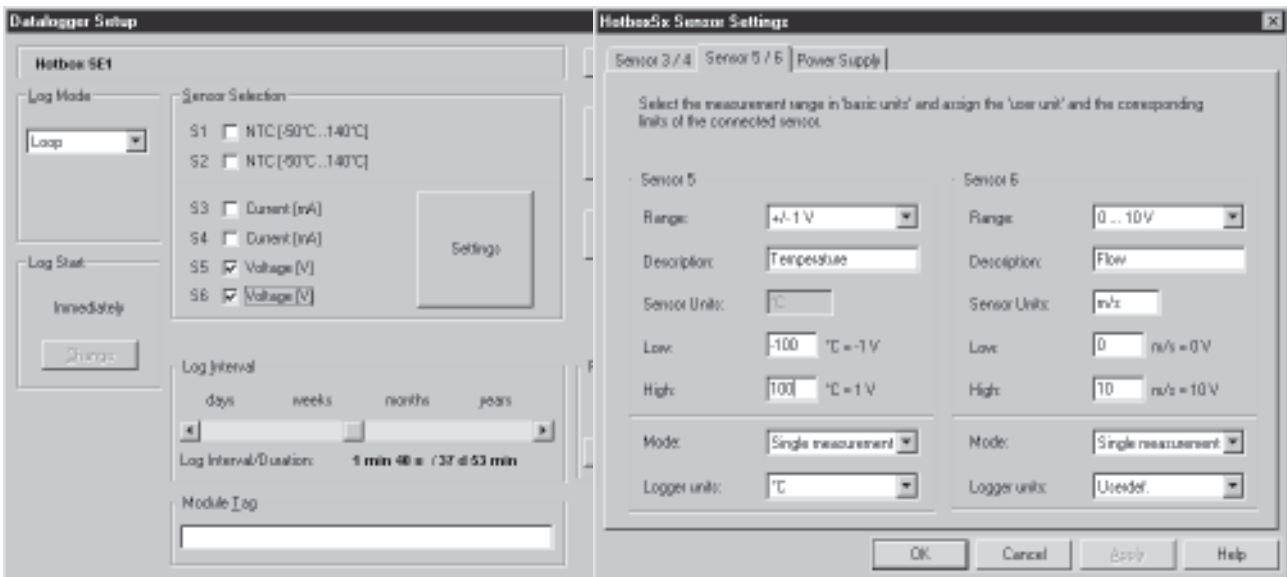 Datalogger Setup
Hotbox SE1
Log Mode
Loop
Log Start
Immediately
Change
Sensor Selection
S1 NTC [-50°C...140°C]
S2 NTC [-50°C...140°C]
S3 Current [mA]
S4 Current [mA]
S5 Voltage [V]
S6 Voltage [V]
Settings
Log Interval
days weeks months years
Log Interval/Duration: 1 min 40 s / 37 d 53 min
Module Tag
HotboxSx Sensor Settings
Sensor 3 / 4 Sensor 5 / 6 Power Supply
Select the measurement range in 'basic units' and assign the 'user unit' and the corresponding
limits of the connected sensor.
Sensor 5
Range: +/-1 V
Description: Temperature
Sensor Units: °C
Low: -100 °C = -1 V
High: 100 °C = 1 V
Mode: Single measurement
Logger units: °C
Sensor 6
Range: 0 ... 10 V
Description: Flow
Sensor Units: m/s
Low: 0 m/s = 0 V
High: 10 m/s = 10 V
Mode: Single measurement
Logger units: Userdef.
OK Cancel Apply Help